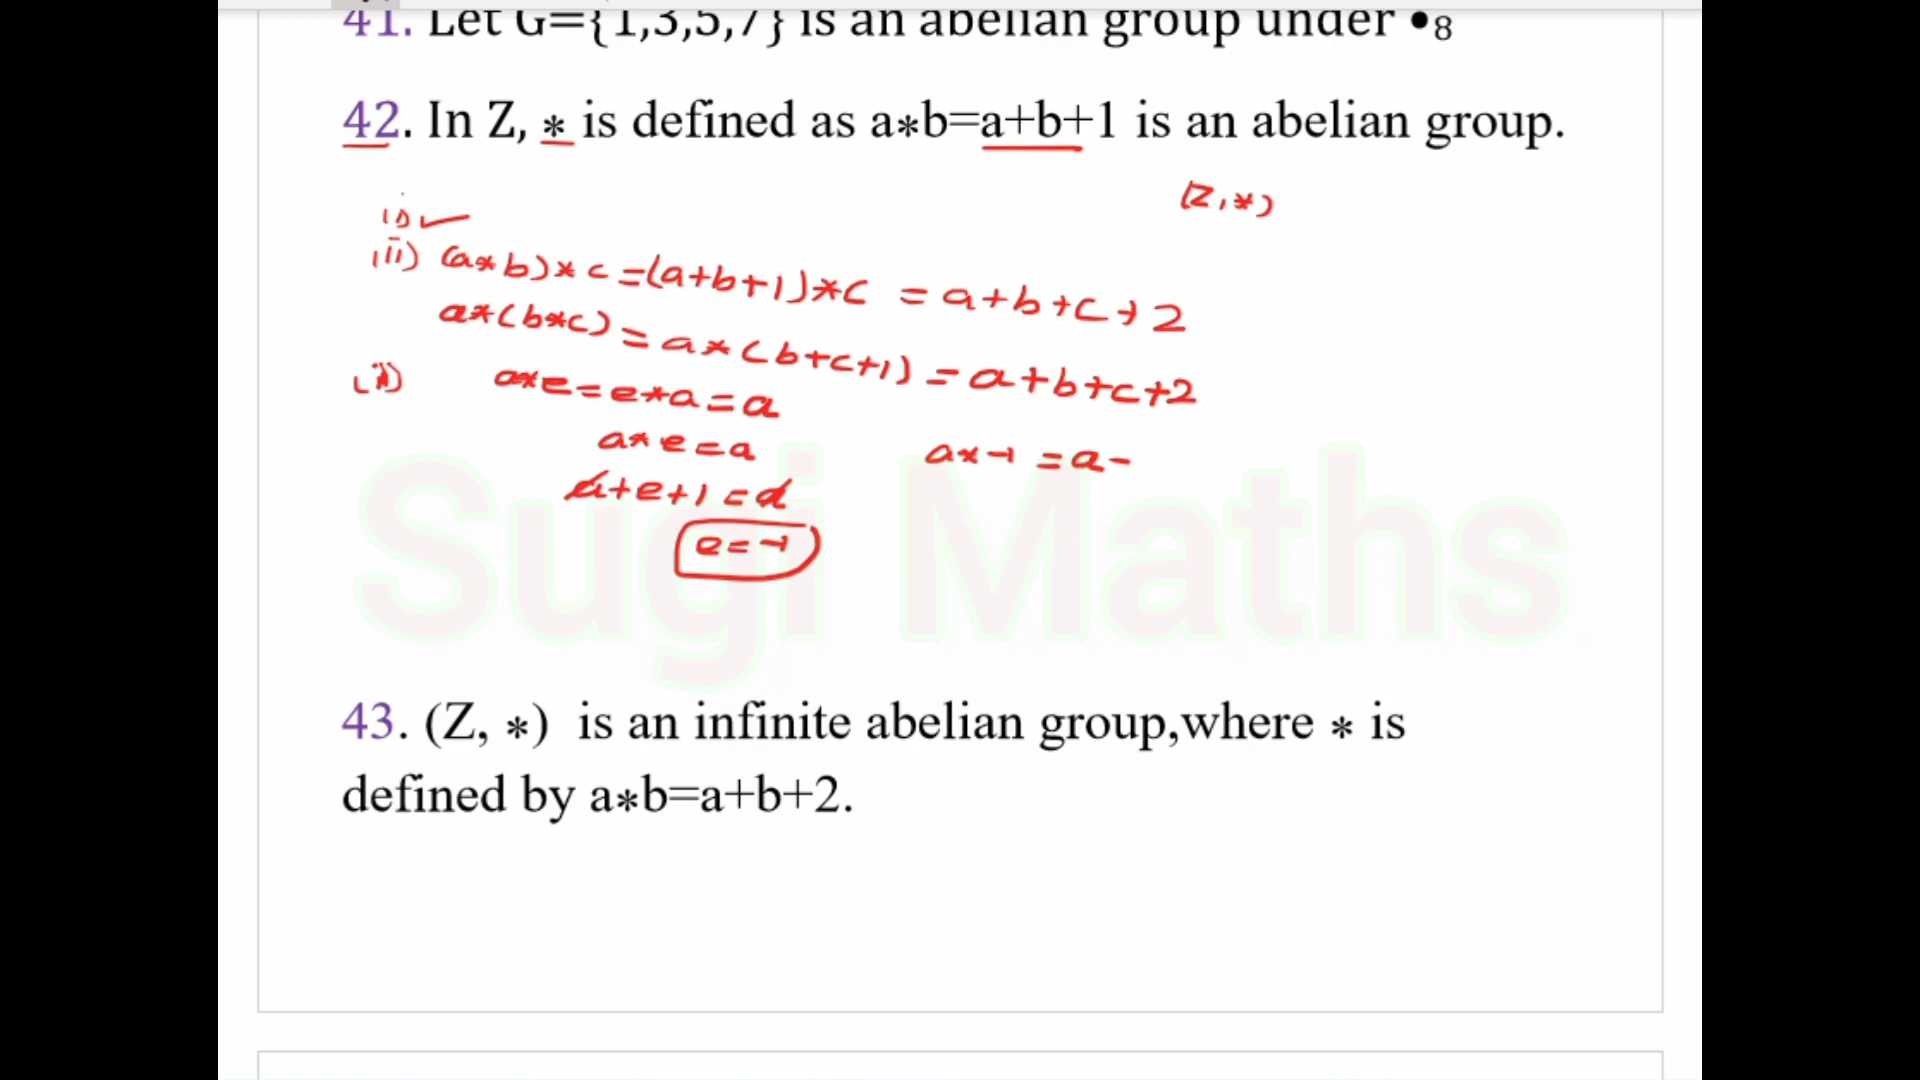 41. Let G={1,3,5,7} is an abelian group under •₈
42. In Z, * is defined as a*b=a+b+1 is an abelian group.
(Z,*)
i) ✓
(ii) (a*b)*c=(a+b+1)*c = a+b+c+2
a*(b*c)=a*(b+c+1)=a+b+c+2
a*e=e*a=a
a*e=a
a*-1=a-
a+e+1=a
e=-1
Sugi Maths
43. (Z, *) is an infinite abelian group,where * is
defined by a*b=a+b+2.